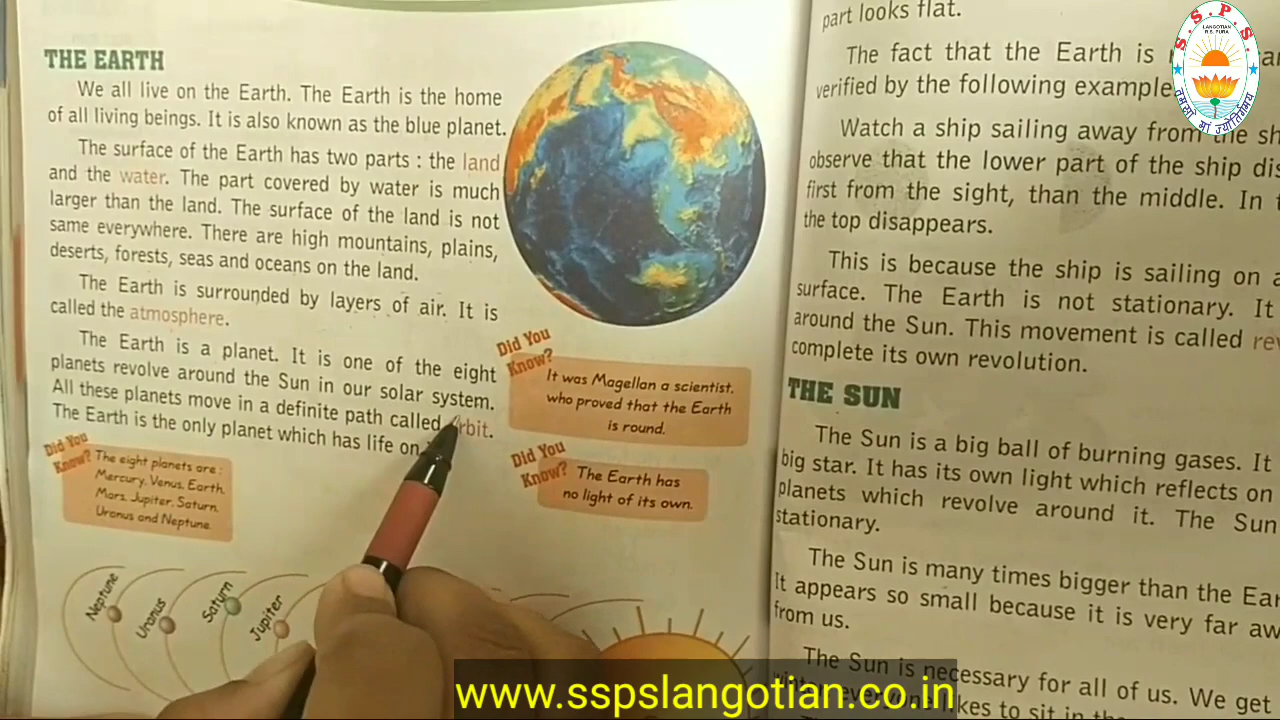 THE EARTH
We all live on the Earth. The Earth is the home
of all living beings. It is also known as the blue planet.
The surface of the Earth has two parts : the land
and the water. The part covered by water is much
larger than the land. The surface of the land is not
same everywhere. There are high mountains, plains,
deserts, forests, seas and oceans on the land.
The Earth is surrounded by layers of air. It is
called the atmosphere.
The Earth is a planet. It is one of the eight
planets revolve around the Sun in our solar system.
All these planets move in a definite path called orbit.
The Earth is the only planet which has life on
Did You
Know?
The eight planets are :
Mercury, Venus, Earth,
Mars, Jupiter, Saturn,
Uranus and Neptune.
Did You
Know?
It was Magellan a scientist,
who proved that the Earth
is round.
Did You
Know?
The Earth has
no light of its own.
Neptune
Uranus
Saturn
Jupiter
part looks flat.
The fact that the Earth is
verified by the following example
Watch a ship sailing away from the
observe that the lower part of the ship
first from the sight, than the middle. In
the top disappears.
This is because the ship is sailing on
surface. The Earth is not stationary. It
around the Sun. This movement is called
complete its own revolution.
THE SUN
The Sun is a big ball of burning gases. It
big star. It has its own light which reflects on
planets which revolve around it. The Sun
stationary.
The Sun is many times bigger than the
It appears so small because it is very far
from us.
The Sun is necessary for all of us. We get
to sit in
S.S.P.S
LANGOTIAN
R.S. PURA
तमसो मा ज्योतिर्गमय
www.sspslangotian.co.in